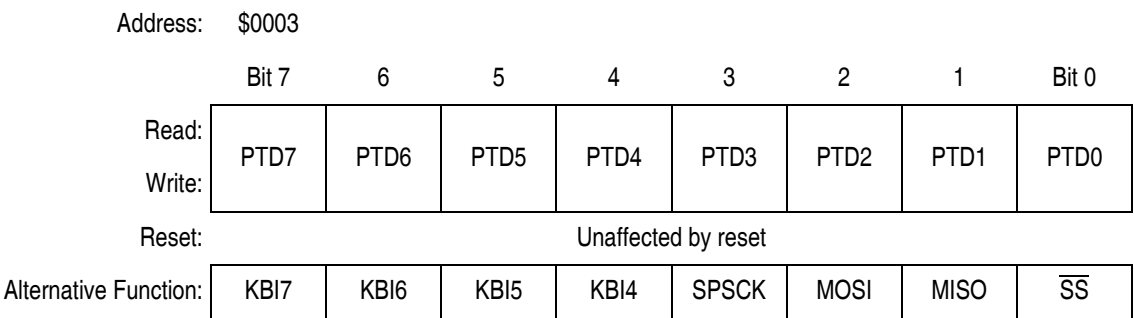 Address: $0003
Bit 7 6 5 4 3 2 1 Bit 0
Read:
PTD7 PTD6 PTD5 PTD4 PTD3 PTD2 PTD1 PTD0
Write:
Reset: Unaffected by reset
Alternative Function: KBI7 KBI6 KBI5 KBI4 SPSCK MOSI MISO S̅S̅